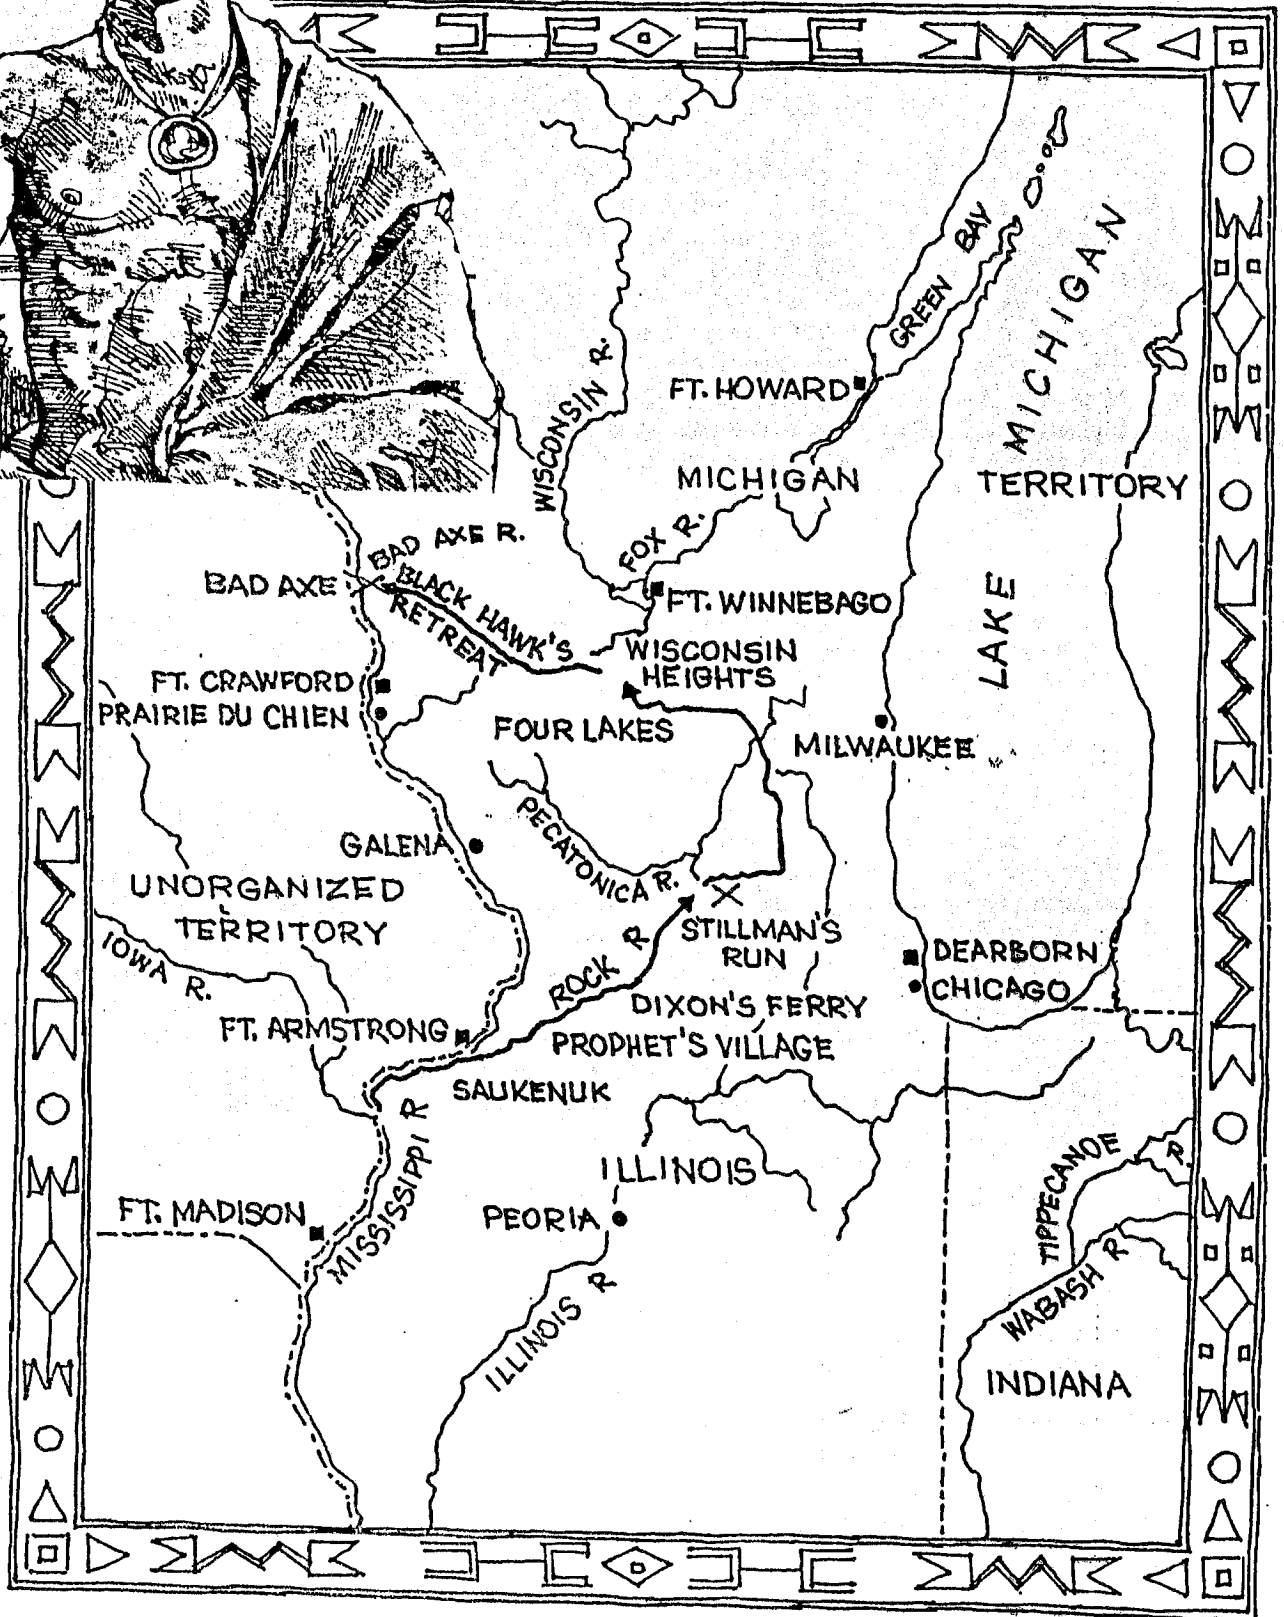 GREEN BAY
MICHIGAN
WISCONSIN R.
FT. HOWARD
MICHIGAN
TERRITORY
FOX R.
BAD AXE R.
BAD AXE
BLACK HAWK'S
RETREAT
FT. WINNEBAGO
LAKE
WISCONSIN
HEIGHTS
FT. CRAWFORD
PRAIRIE DU CHIEN
FOUR LAKES
MILWAUKEE
PECATONICA R.
GALENA
UNORGANIZED
TERRITORY
STILLMAN'S
RUN
IOWA R.
ROCK R
DEARBORN
CHICAGO
DIXON'S FERRY
FT. ARMSTRONG
PROPHET'S VILLAGE
SAUKENUK
MISSISSIPPI R
ILLINOIS
TIPPECANOE R.
FT. MADISON
PEORIA
ILLINOIS R
WABASH R
INDIANA